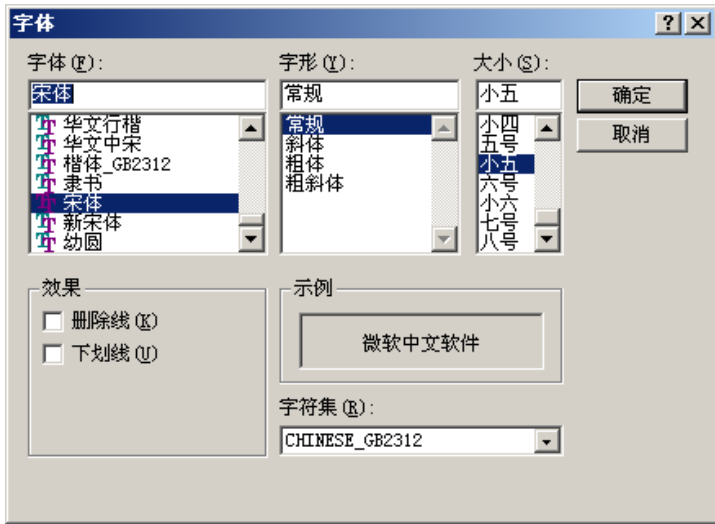 字体
字体(F):
宋体
华文行楷
华文中宋
楷体_GB2312
隶书
宋体
新宋体
幼圆
字形(Y):
常规
常规
斜体
粗体
粗斜体
大小(S):
小五
小四
五号
小五
六号
小六
七号
八号
确定
取消
效果
删除线(K)
下划线(U)
示例
微软中文软件
字符集(R):
CHINESE_GB2312